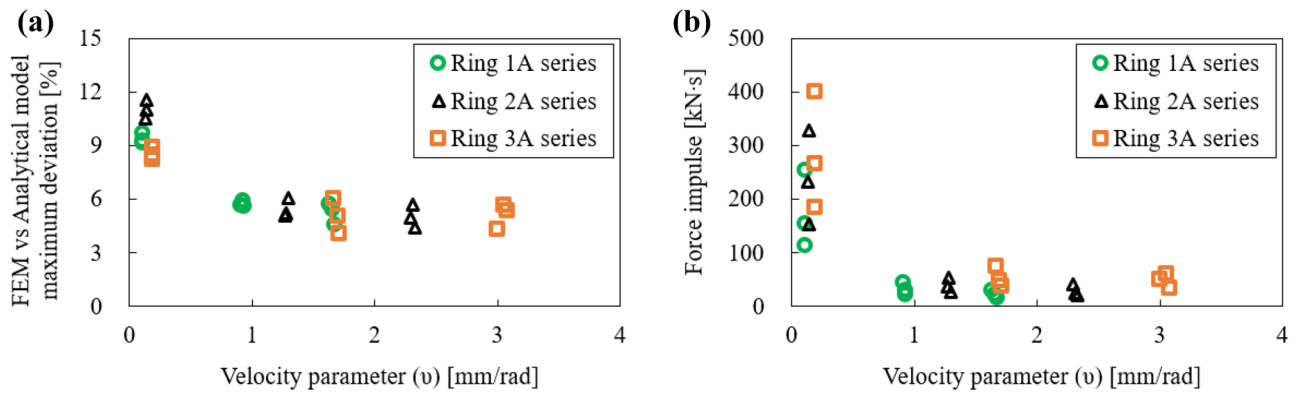 (a)
FEM vs Analytical model
maximum deviation [%]
15
12
9
6
3
0
0 1 2 3 4
Velocity parameter (υ) [mm/rad]
Ring 1A series
Ring 2A series
Ring 3A series
(b)
Force impulse [kN·s]
500
400
300
200
100
0
0 1 2 3 4
Velocity parameter (υ) [mm/rad]
Ring 1A series
Ring 2A series
Ring 3A series